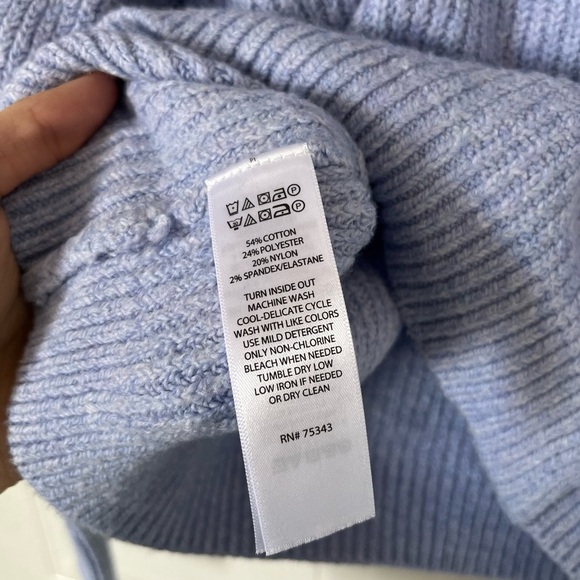 54% COTTON
24% POLYESTER
20% NYLON
2% SPANDEX/ELASTANE
TURN INSIDE OUT
MACHINE WASH
COOL-DELICATE CYCLE
WASH WITH LIKE COLORS
USE MILD DETERGENT
ONLY NON-CHLORINE
BLEACH WHEN NEEDED
TUMBLE DRY LOW
LOW IRON IF NEEDED
OR DRY CLEAN
RN# 75343